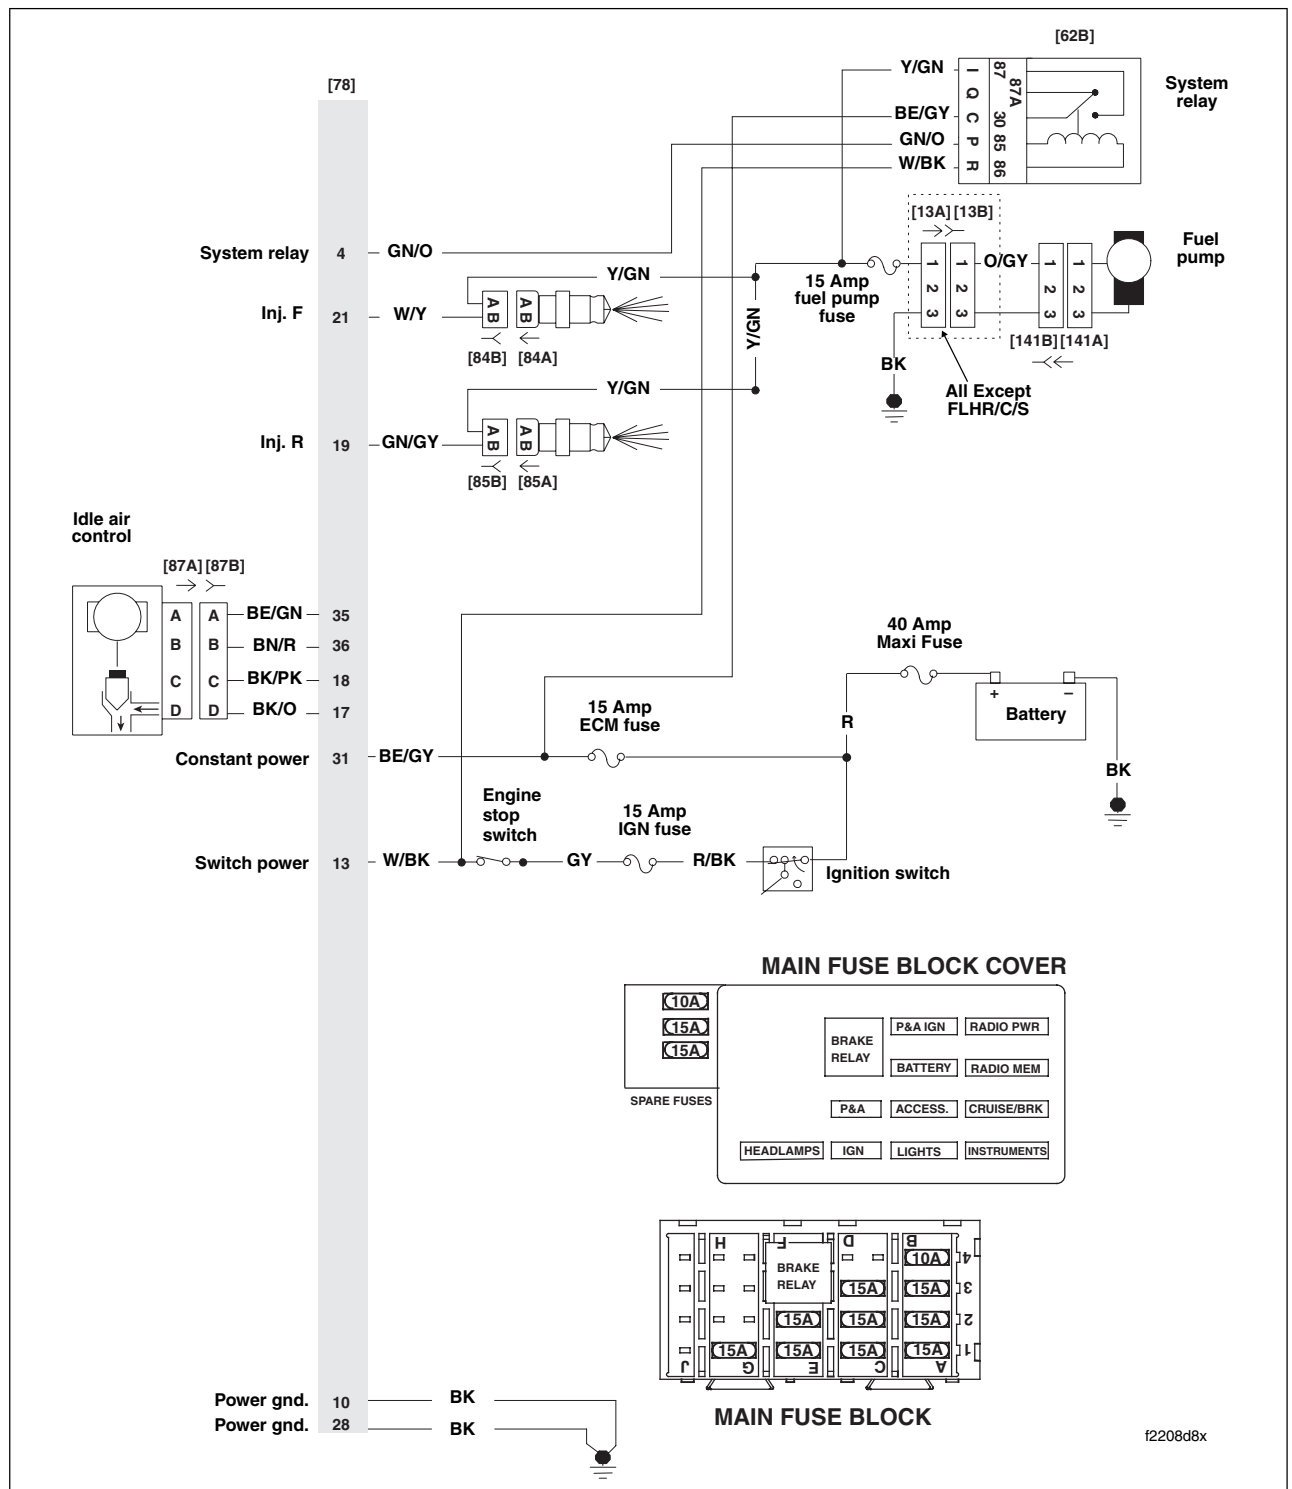 [62B]
[78]
Y/GN
BE/GY
GN/O
W/BK
I
Q
C
P
R
87
87A
30
85
86
System
relay
[13A] [13B]
System relay
4
GN/O
Y/GN
Inj. F
21
W/Y
A
B
A
B
[84B] [84A]
Y/GN
15 Amp
fuel pump
fuse
1
2
3
1
2
3
O/GY
1
2
3
1
2
3
Fuel
pump
[141B] [141A]
BK
All Except
FLHR/C/S
Y/GN
Inj. R
19
GN/GY
A
B
A
B
[85B] [85A]
Idle air
control
[87A] [87B]
A A BE/GN 35
B B BN/R 36
C C BK/PK 18
D D BK/O 17
40 Amp
Maxi Fuse
+ –
Battery
R
BK
15 Amp
ECM fuse
Constant power 31 BE/GY
Engine
stop
switch
15 Amp
IGN fuse
Switch power 13 W/BK GY R/BK
Ignition switch
MAIN FUSE BLOCK COVER
10A
15A
15A
SPARE FUSES
BRAKE
RELAY
P&A IGN RADIO PWR
BATTERY RADIO MEM
P&A ACCESS. CRUISE/BRK
HEADLAMPS IGN LIGHTS INSTRUMENTS
H F D B
BRAKE
RELAY
10A 4
15A 15A 3
15A 15A 15A 2
15A 15A 15A 15A 1
J G E C A
MAIN FUSE BLOCK
Power gnd. 10 BK
Power gnd. 28 BK
f2208d8x